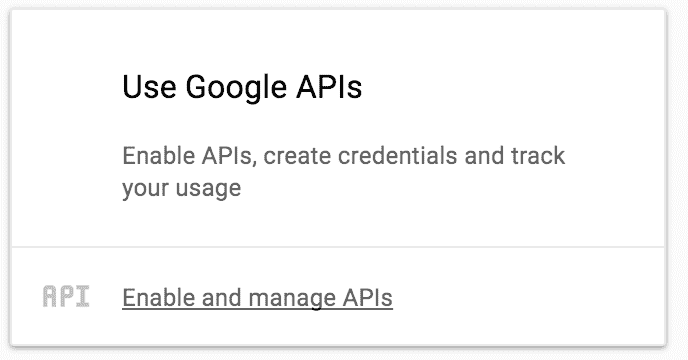 Use Google APIs
Enable APIs, create credentials and track
your usage
API Enable and manage APIs